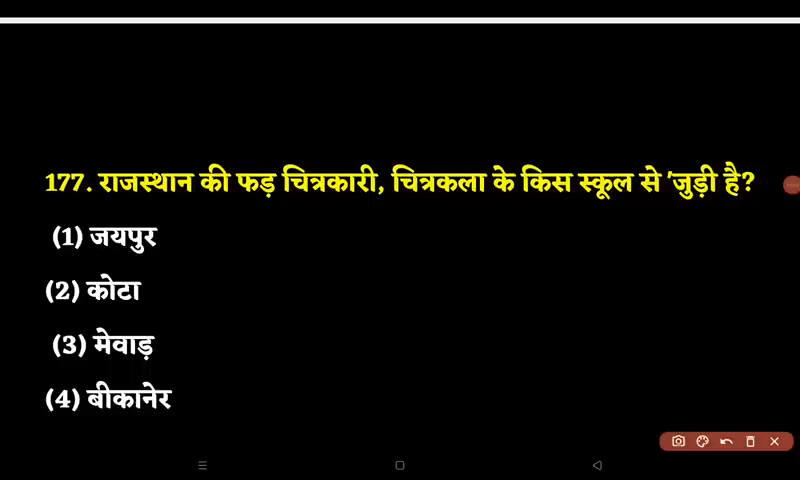 177. राजस्थान की फड़ चित्रकारी, चित्रकला के किस स्कूल से 'जुड़ी है?
(1) जयपुर
(2) कोटा
(3) मेवाड़
(4) बीकानेर